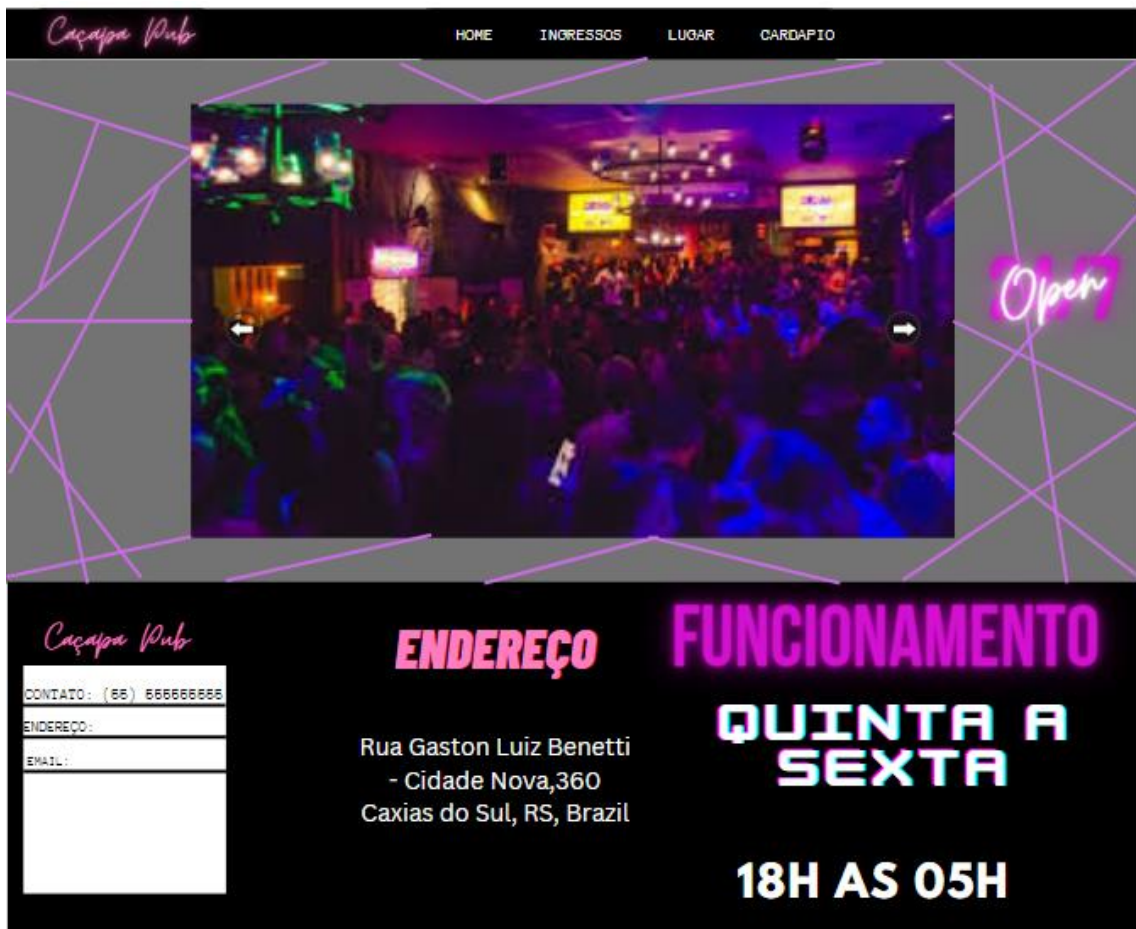 Caçapa Pub
HOME INGRESSOS LUGAR CARDAPIO
Open
Caçapa Pub
CONTATO: (55) 555555555
ENDEREÇO:
EMAIL:
ENDEREÇO
Rua Gaston Luiz Benetti
- Cidade Nova,360
Caxias do Sul, RS, Brazil
FUNCIONAMENTO
QUINTA A
SEXTA
18H AS 05H